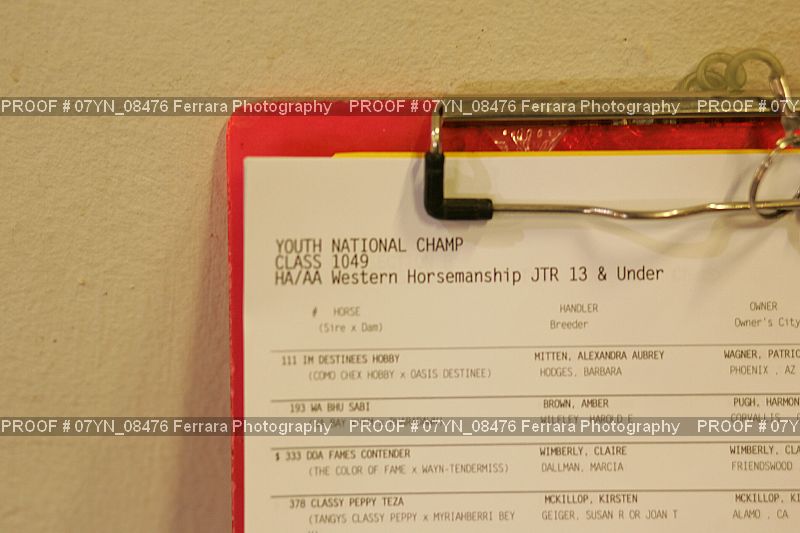 PROOF # 07YN_08476 Ferrara Photography PROOF # 07YN_08476 Ferrara Photography PROOF # 07Y
YOUTH NATIONAL CHAMP
CLASS 1049
HA/AA Western Horsemanship JTR 13 & Under
# HORSE HANDLER OWNER
(Sire x Dam) Breeder Owner's City
111 IM DESTINEES HOBBY MITTEN, ALEXANDRA AUBREY WAGNER, PATRIC
(COMO CHEX HOBBY x OASIS DESTINEE) HODGES, BARBARA PHOENIX , AZ
193 WA BHU SABI BROWN, AMBER PUGH, HARMON
PROOF # 07YN_08476 Ferrara Photography PROOF # 07YN_08476 Ferrara Photography PROOF # 07Y
$ 333 DDA FAMES CONTENDER WIMBERLY, CLAIRE WIMBERLY, CLA
(THE COLOR OF FAME x WAYN-TENDERMISS) DALLMAN, MARCIA FRIENDSWOOD
378 CLASSY PEPPY TEZA MCKILLOP, KIRSTEN MCKILLOP, KI
(TANGYS CLASSY PEPPY x MYRIAHBERRI BEY GEIGER, SUSAN R OR JOAN T ALAMO , CA